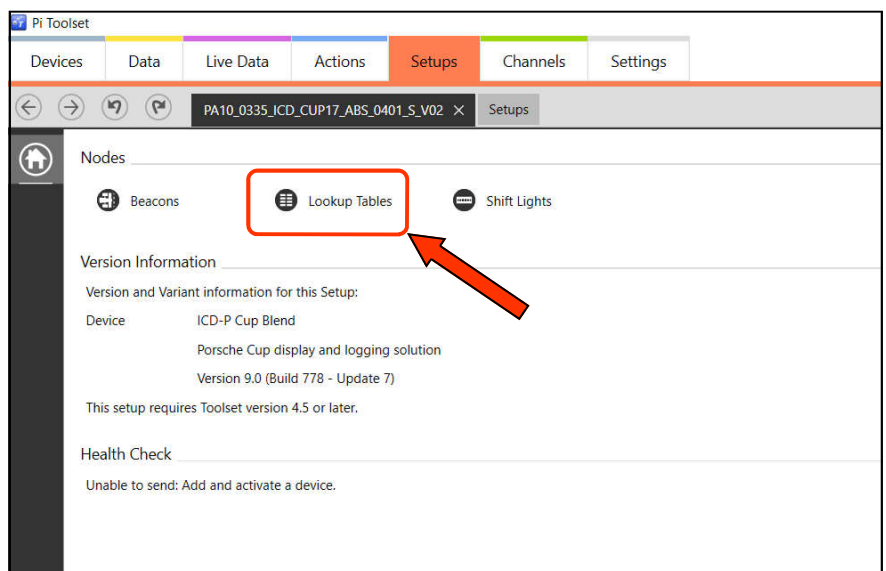 Pi Toolset
Devices Data Live Data Actions Setups Channels Settings
PA10_0335_ICD_CUP17_ABS_0401_S_V02 × Setups
Nodes
Beacons Lookup Tables Shift Lights
Version Information
Version and Variant information for this Setup:
Device ICD-P Cup Blend
Porsche Cup display and logging solution
Version 9.0 (Build 778 - Update 7)
This setup requires Toolset version 4.5 or later.
Health Check
Unable to send: Add and activate a device.